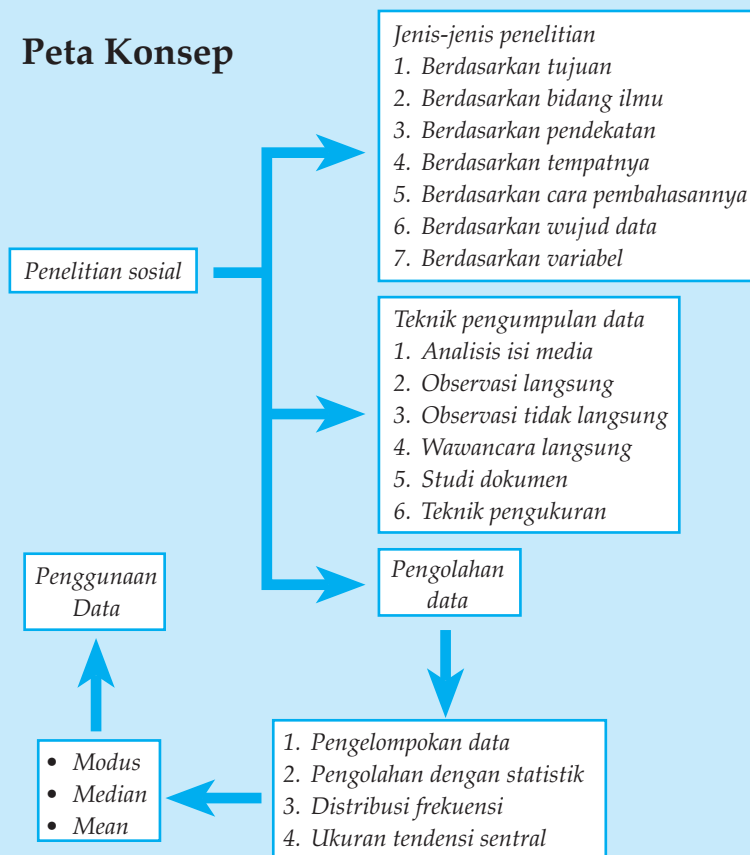 Peta Konsep
Jenis-jenis penelitian
1. Berdasarkan tujuan
2. Berdasarkan bidang ilmu
3. Berdasarkan pendekatan
4. Berdasarkan tempatnya
5. Berdasarkan cara pembahasannya
6. Berdasarkan wujud data
7. Berdasarkan variabel
Penelitian sosial
Teknik pengumpulan data
1. Analisis isi media
2. Observasi langsung
3. Observasi tidak langsung
4. Wawancara langsung
5. Studi dokumen
6. Teknik pengukuran
Pengolahan
data
1. Pengelompokan data
2. Pengolahan dengan statistik
3. Distribusi frekuensi
4. Ukuran tendensi sentral
• Modus
• Median
• Mean
Penggunaan
Data